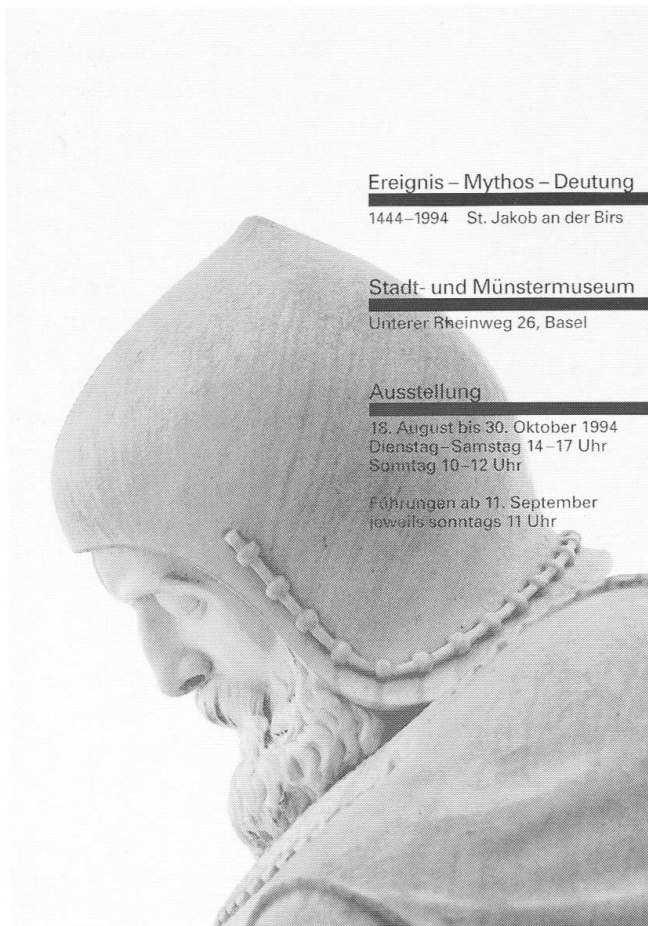 Ereignis – Mythos – Deutung
1444–1994 St. Jakob an der Birs
Stadt- und Münstermuseum
Unterer Rheinweg 26, Basel
Ausstellung
18. August bis 30. Oktober 1994
Dienstag–Samstag 14–17 Uhr
Sonntag 10–12 Uhr
Führungen ab 11. September
jeweils sonntags 11 Uhr